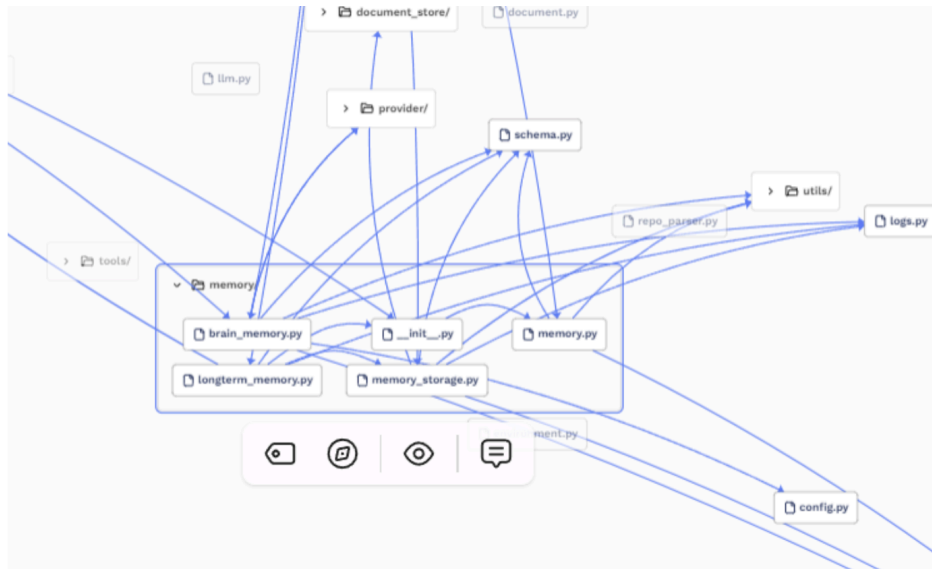 document_store/
document.py
llm.py
provider/
schema.py
utils/
repo_parser.py
logs.py
tools/
memory/
brain_memory.py
__init__.py
memory.py
longterm_memory.py
memory_storage.py
config.py